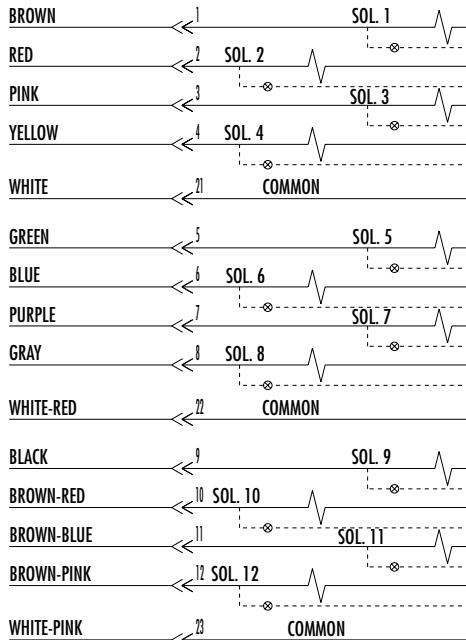 BROWN 1 SOL. 1
RED 2 SOL. 2
PINK 3 SOL. 3
YELLOW 4 SOL. 4
WHITE 21 COMMON
GREEN 5 SOL. 5
BLUE 6 SOL. 6
PURPLE 7 SOL. 7
GRAY 8 SOL. 8
WHITE-RED 22 COMMON
BLACK 9 SOL. 9
BROWN-RED 10 SOL. 10
BROWN-BLUE 11 SOL. 11
BROWN-PINK 12 SOL. 12
WHITE-PINK 23 COMMON